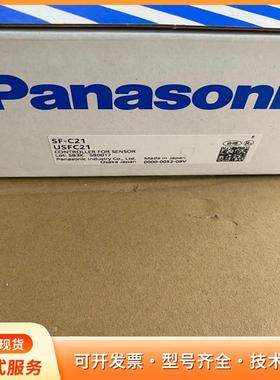 Panasonic
SF-C21
USFC21
CONTROLLER FOR SENSOR
Panasonic Industry Co., Ltd.
Osaka Japan
Made in Japan
现货
式服务
可开发票·型号齐全·技术